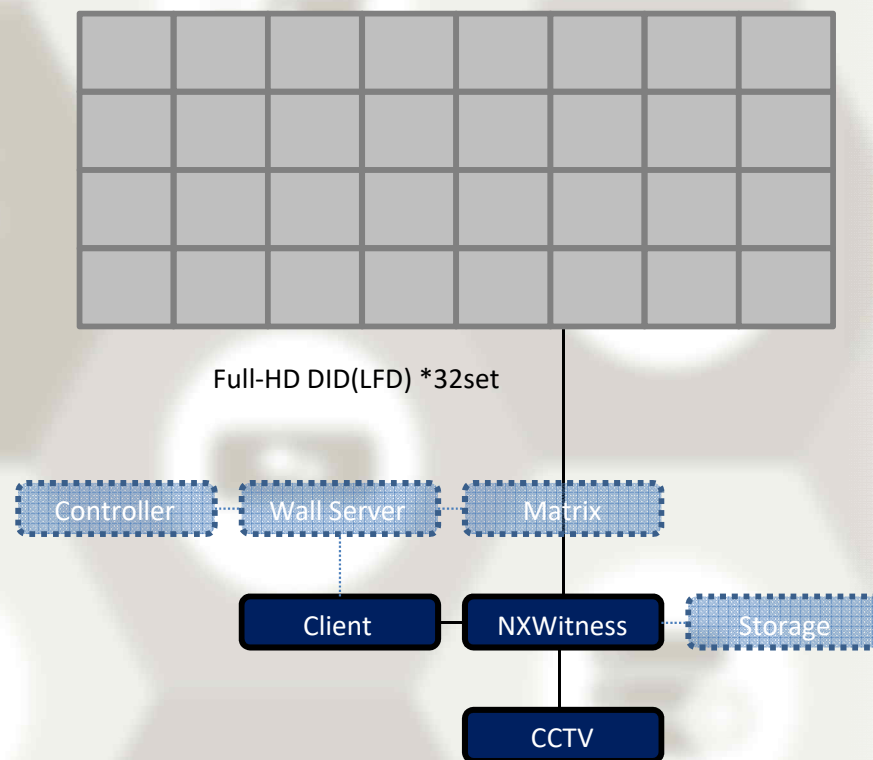 Full-HD DID(LFD) *32set
Controller
Wall Server
Matrix
Client
NXWitness
Storage
CCTV